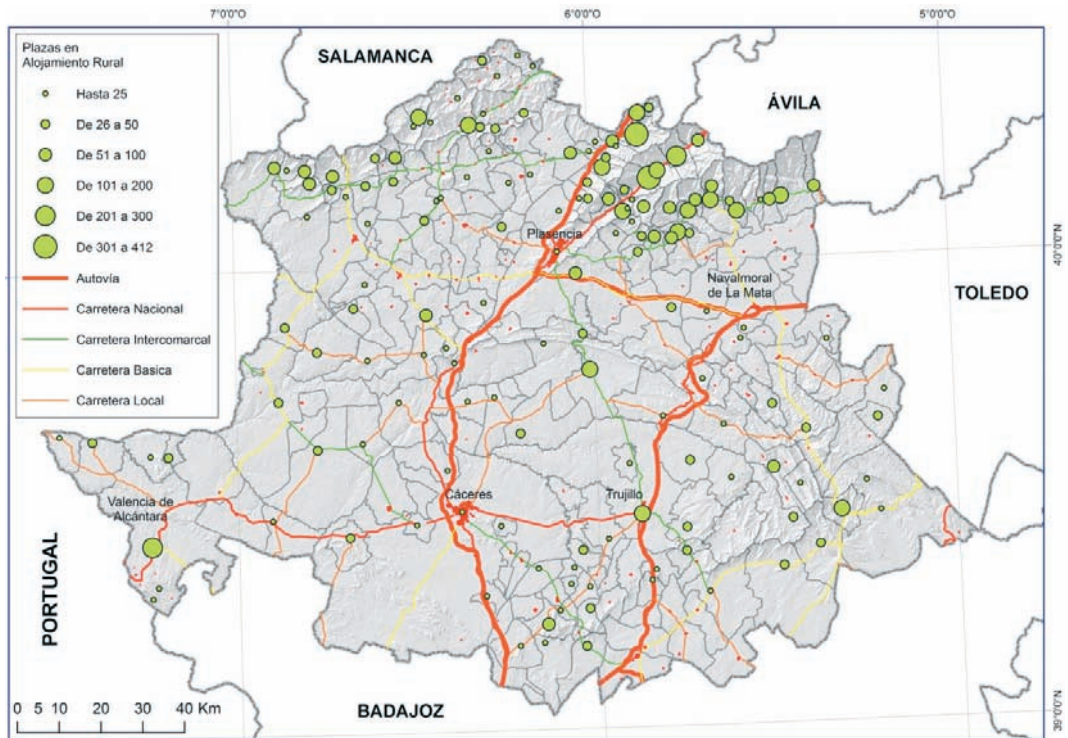 7°0'0"O
6°0'0"O
5°0'0"O
Plazas en
Alojamiento Rural
Hasta 25
De 26 a 50
De 51 a 100
De 101 a 200
De 201 a 300
De 301 a 412
Autovía
Carretera Nacional
Carretera Intercomarcal
Carretera Basica
Carretera Local
SALAMANCA
ÁVILA
Plasencia
40°0'0"N
Navalmoral
de La Mata
TOLEDO
Valencia de
Alcántara
Cáceres
Trujillo
PORTUGAL
BADAJOZ
0 5 10 20 30 40 Km
39°0'0"N